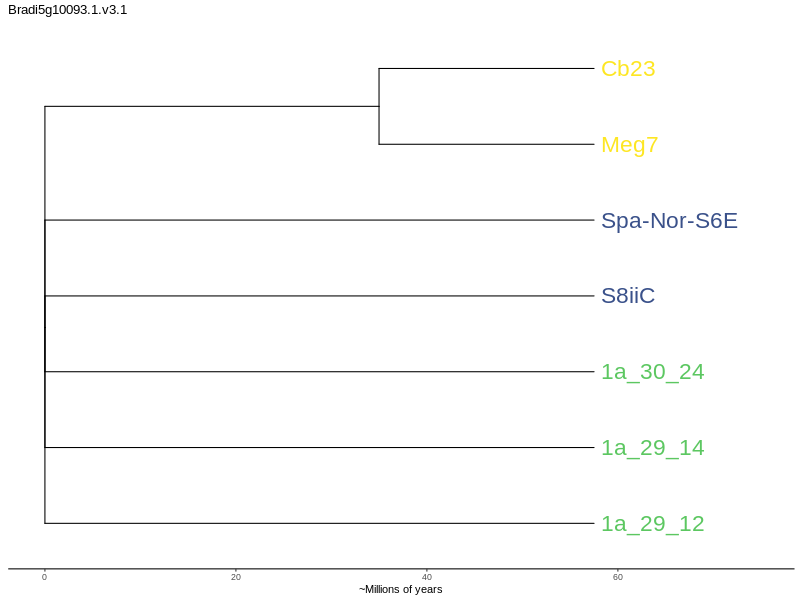 Bradi5g10093.1.v3.1
Cb23
Meg7
Spa-Nor-S6E
S8iiC
1a_30_24
1a_29_14
1a_29_12
0 20 40 60
~Millions of years